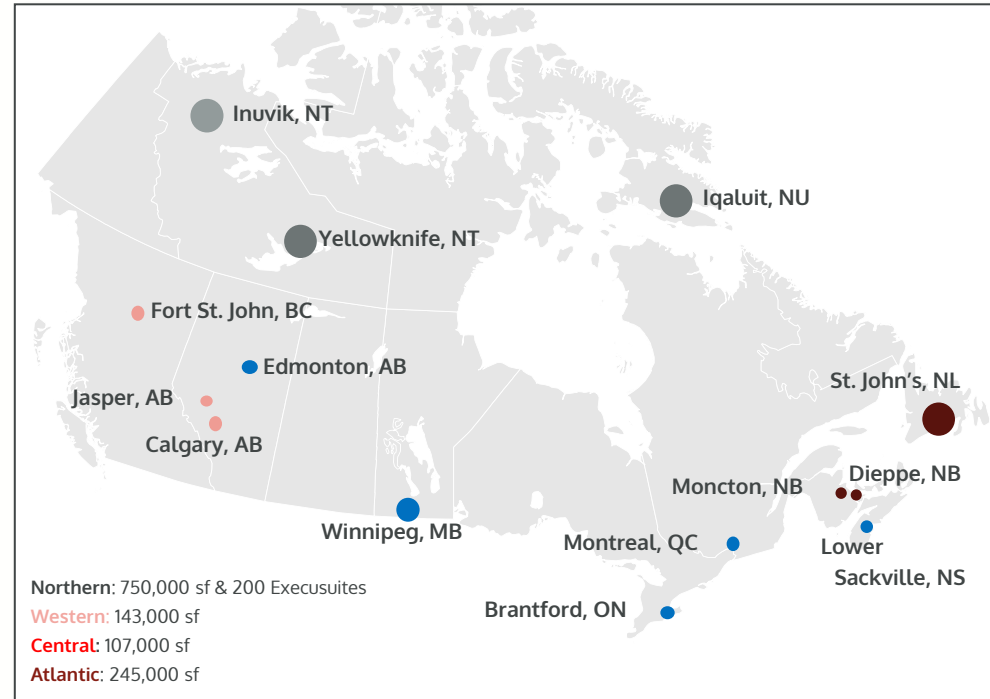 Inuvik, NT
Iqaluit, NU
Yellowknife, NT
Fort St. John, BC
Edmonton, AB
Jasper, AB
Calgary, AB
St. John's, NL
Dieppe, NB
Moncton, NB
Winnipeg, MB
Montreal, QC
Lower
Sackville, NS
Brantford, ON
Northern: 750,000 sf & 200 Execusuites
Western: 143,000 sf
Central: 107,000 sf
Atlantic: 245,000 sf